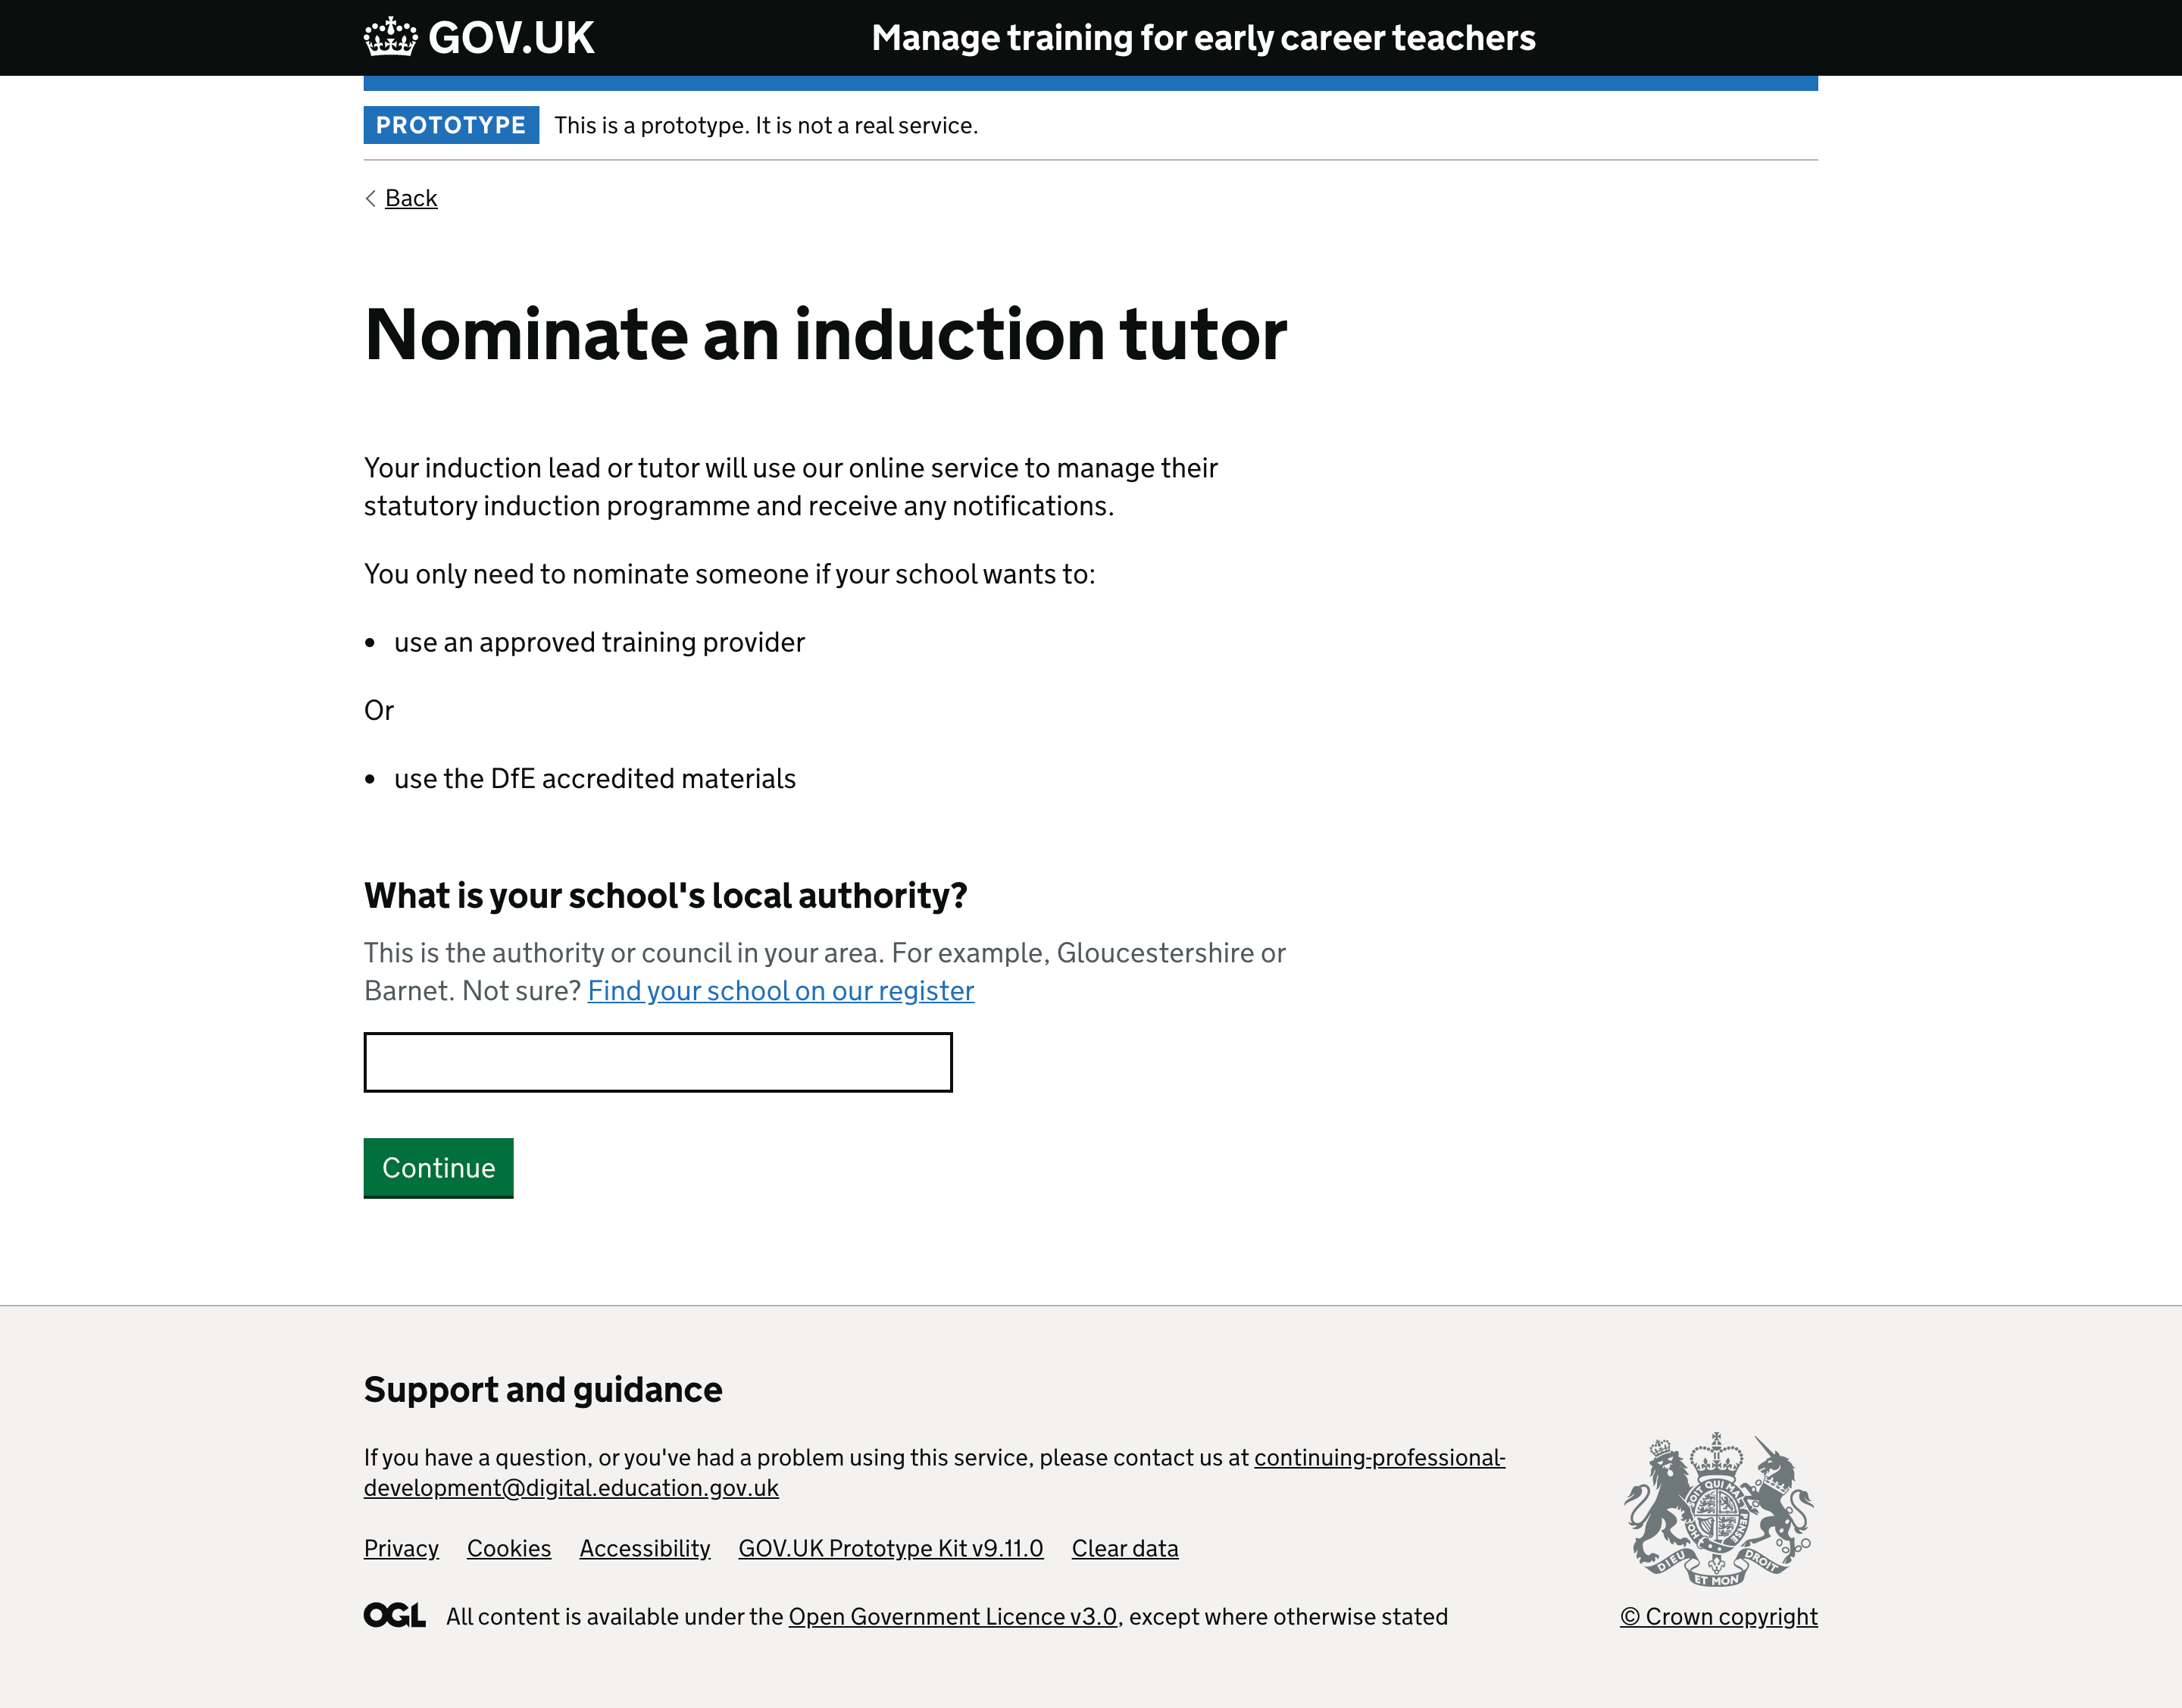 GOV.UK
Manage training for early career teachers
PROTOTYPE This is a prototype. It is not a real service.
Back
Nominate an induction tutor
Your induction lead or tutor will use our online service to manage their
statutory induction programme and receive any notifications.
You only need to nominate someone if your school wants to:
• use an approved training provider
Or
• use the DfE accredited materials
What is your school's local authority?
This is the authority or council in your area. For example, Gloucestershire or
Barnet. Not sure? Find your school on our register
Continue
Support and guidance
If you have a question, or you've had a problem using this service, please contact us at continuing-professional-
development@digital.education.gov.uk
Privacy Cookies Accessibility GOV.UK Prototype Kit v9.11.0 Clear data
OGL All content is available under the Open Government Licence v3.0, except where otherwise stated
SOIT QUI MAL Y PENSE
DIEU ET MON DROIT
© Crown copyright